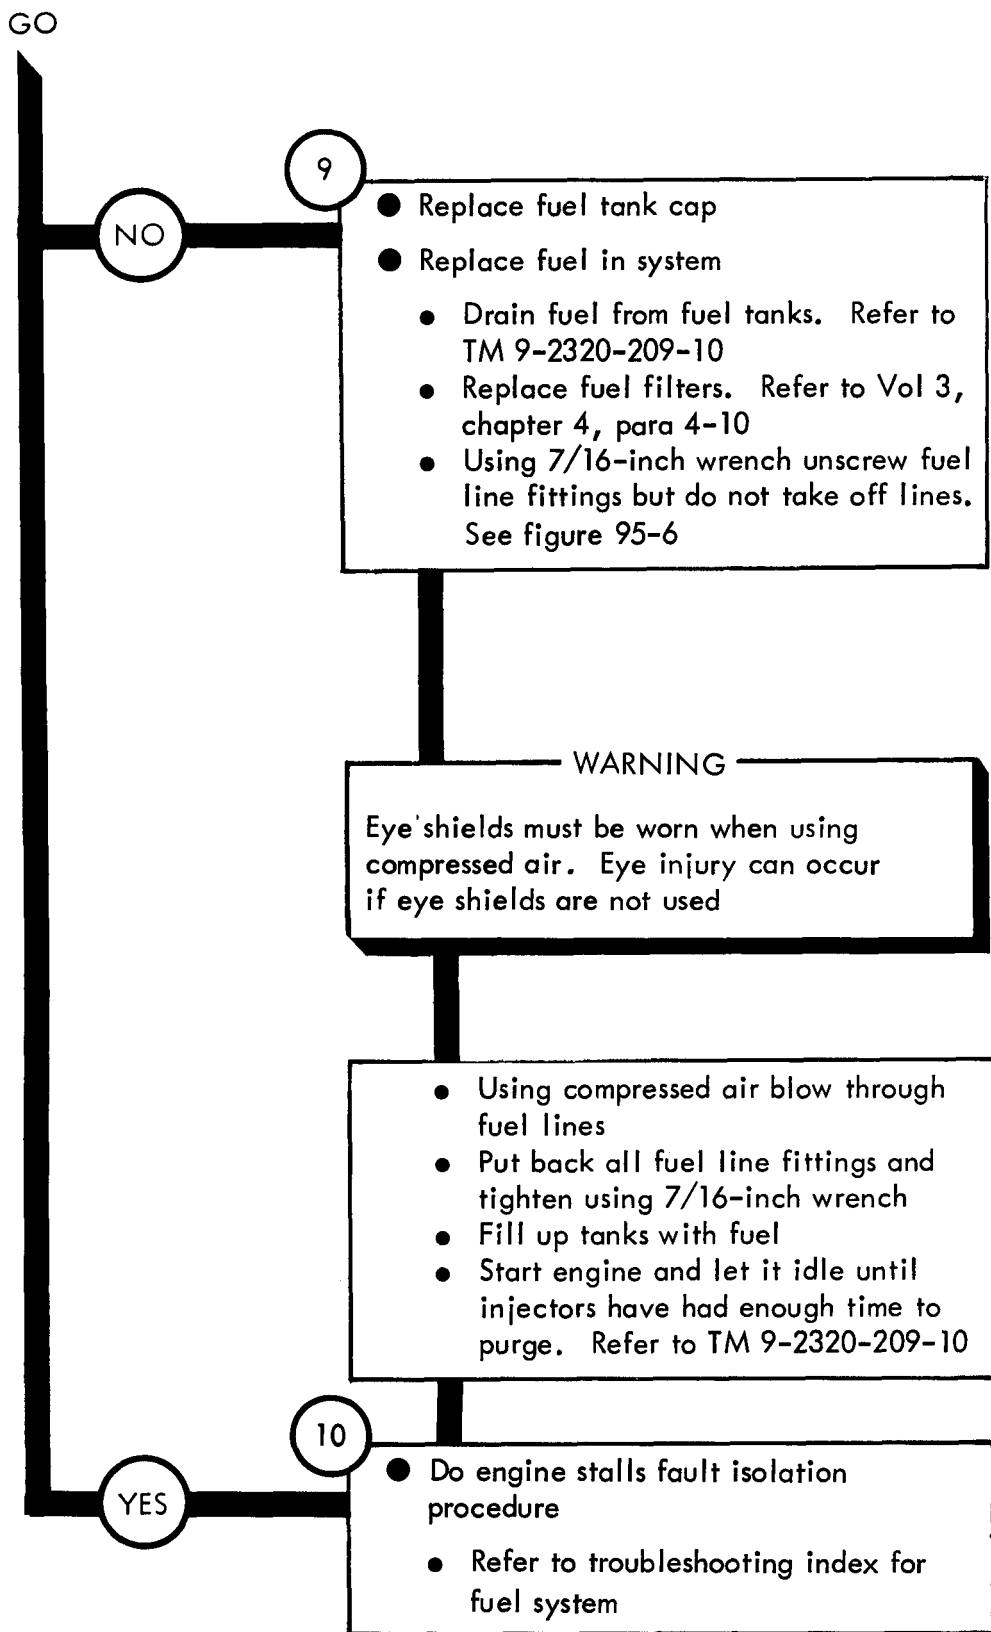 GO
NO
9
● Replace fuel tank cap
● Replace fuel in system
● Drain fuel from fuel tanks. Refer to
TM 9-2320-209-10
● Replace fuel filters. Refer to Vol 3,
chapter 4, para 4-10
● Using 7/16-inch wrench unscrew fuel
line fittings but do not take off lines.
See figure 95-6
WARNING
Eye shields must be worn when using
compressed air. Eye injury can occur
if eye shields are not used
● Using compressed air blow through
fuel lines
● Put back all fuel line fittings and
tighten using 7/16-inch wrench
● Fill up tanks with fuel
● Start engine and let it idle until
injectors have had enough time to
purge. Refer to TM 9-2320-209-10
YES
10
● Do engine stalls fault isolation
procedure
● Refer to troubleshooting index for
fuel system